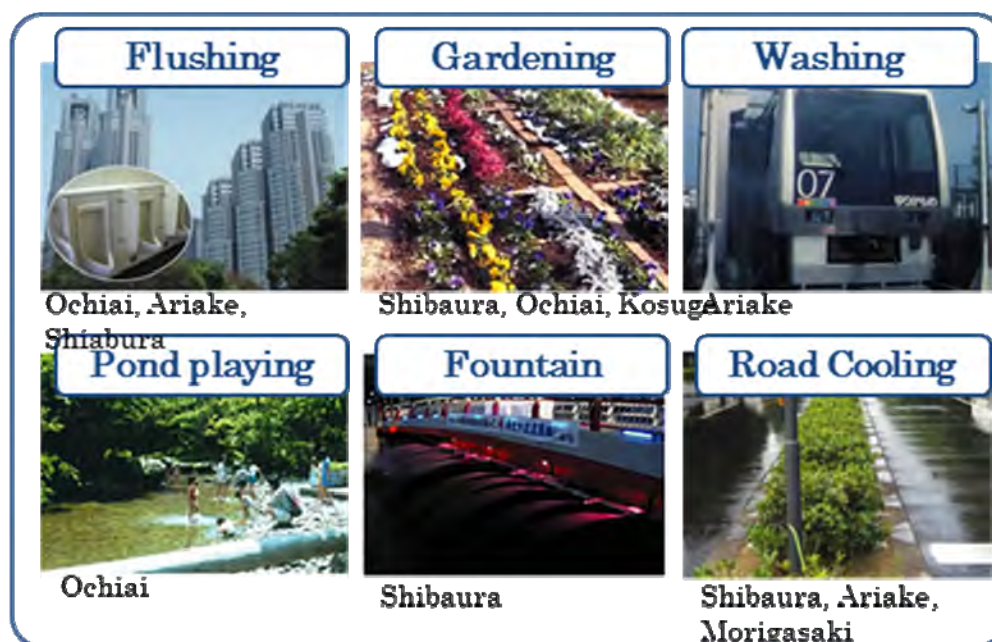 Flushing
Gardening
Washing
07
Ochiai, Ariake,
Shiabura
Shibaura, Ochiai, Kosuge
Ariake
Pond playing
Fountain
Road Cooling
Ochiai
Shibaura
Shibaura, Ariake,
Morigasaki